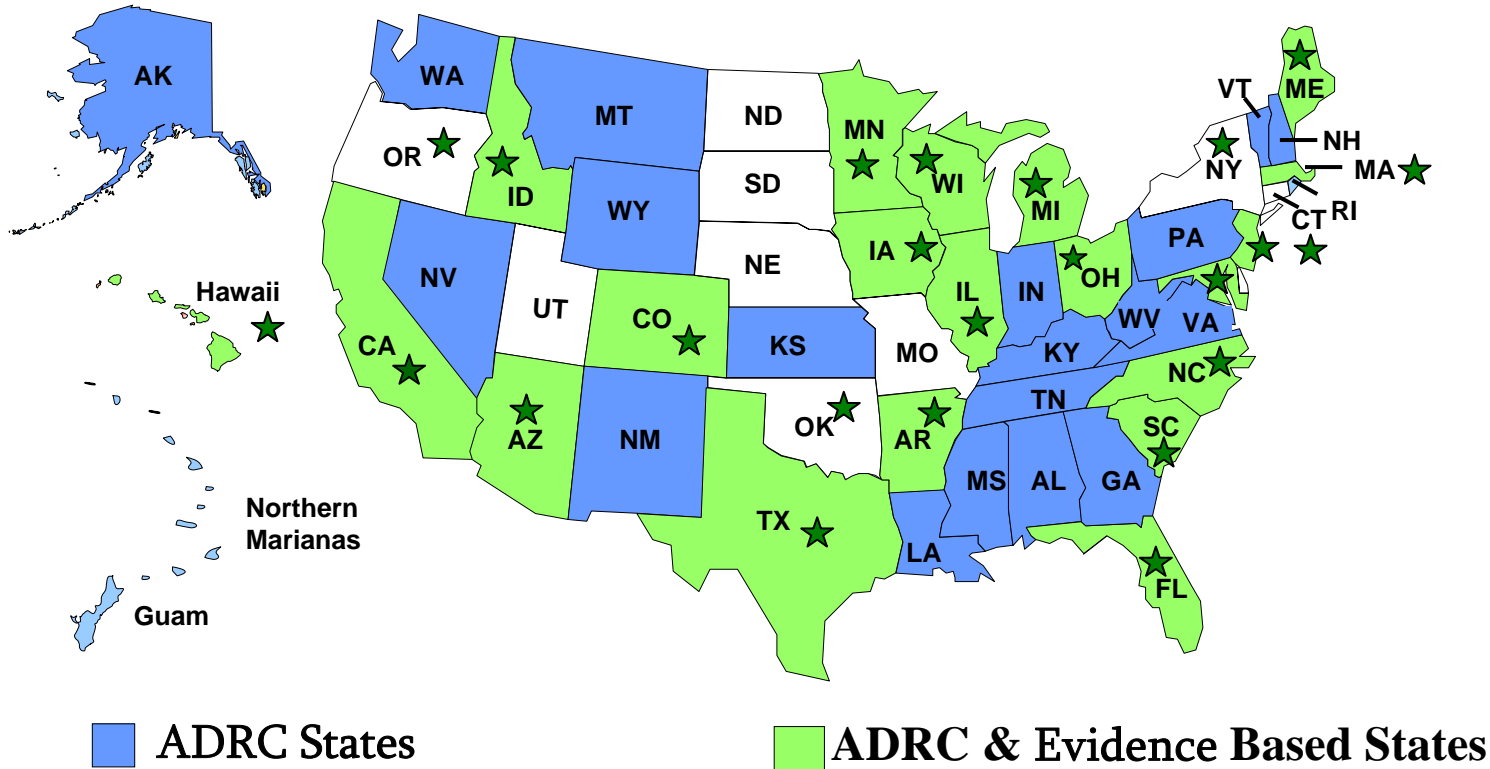 AK
WA
MT
ND
MN
VT
ME
OR
ID
SD
WI
NY
NH
MA
WY
MI
CT
RI
NV
NE
IA
PA
Hawaii
UT
CO
IL
IN
OH
CA
KS
MO
WV
VA
KY
NC
AZ
NM
OK
AR
TN
SC
MS
AL
GA
Northern
Marianas
TX
LA
FL
Guam
ADRC States
ADRC & Evidence Based States